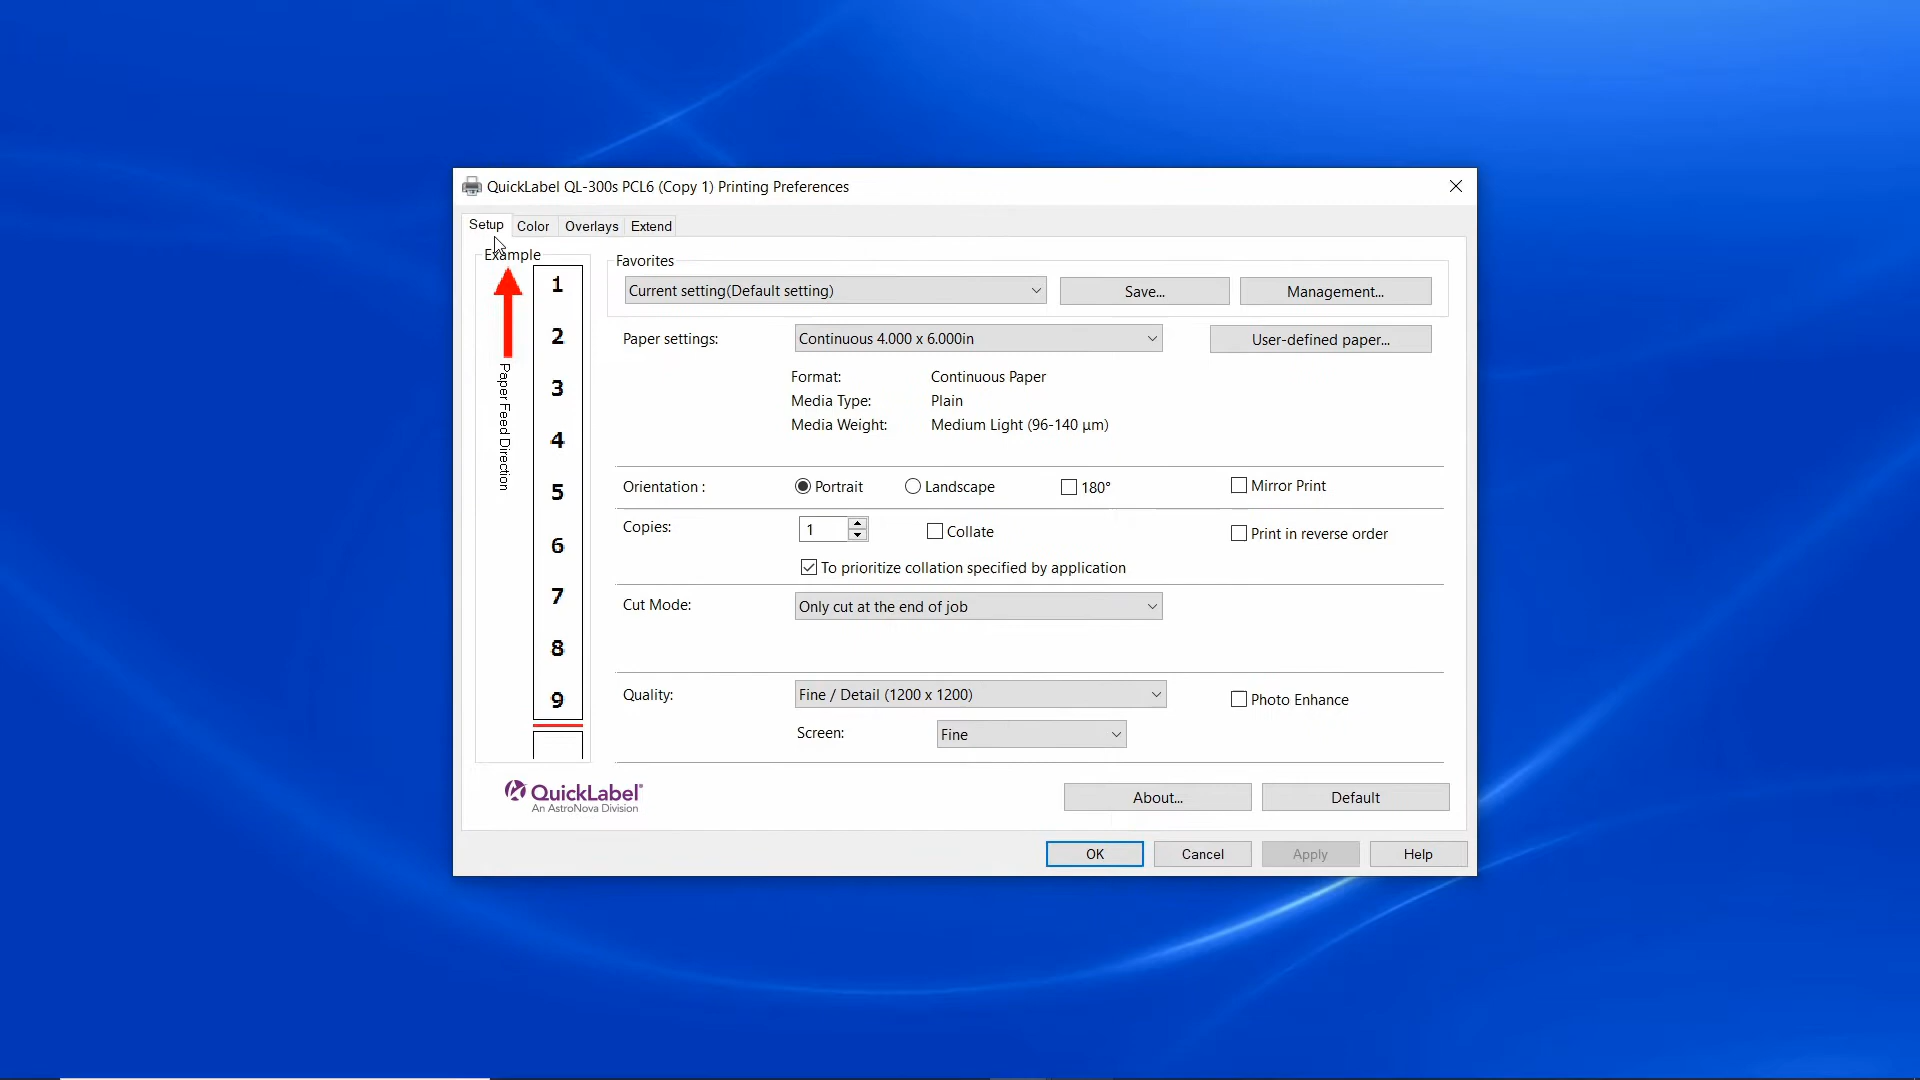 QuickLabel QL-300s PCL6 (Copy 1) Printing Preferences
Setup Color Overlays Extend
Example
1
2
3
4
5
6
7
8
9
Paper Feed Direction
Favorites
Current setting(Default setting) Save... Management...
Paper settings: Continuous 4.000 x 6.000in User-defined paper...
Format: Continuous Paper
Media Type: Plain
Media Weight: Medium Light (96-140 µm)
Orientation : Portrait Landscape 180° Mirror Print
Copies: 1 Collate Print in reverse order
To prioritize collation specified by application
Cut Mode: Only cut at the end of job
Quality: Fine / Detail (1200 x 1200) Photo Enhance
Screen: Fine
QuickLabel®
An AstroNova Division
About... Default
OK Cancel Apply Help